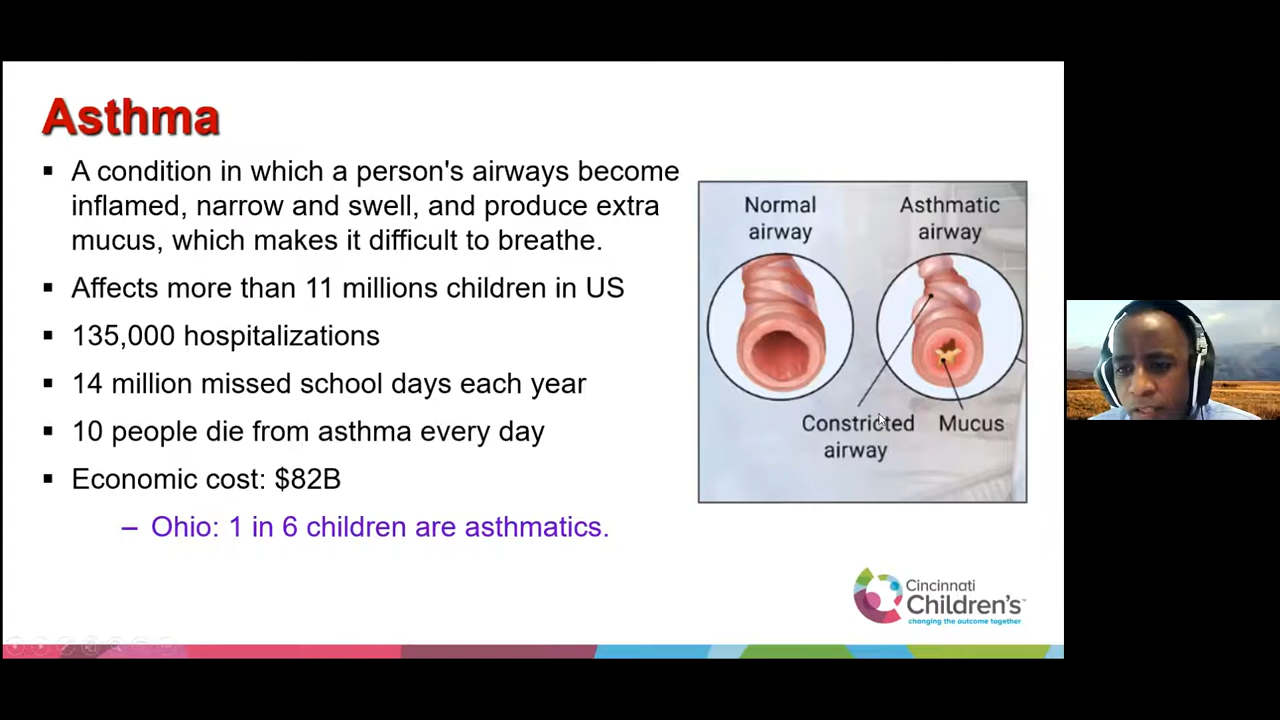 Asthma
▪ A condition in which a person's airways become
inflamed, narrow and swell, and produce extra
mucus, which makes it difficult to breathe.
▪ Affects more than 11 millions children in US
▪ 135,000 hospitalizations
▪ 14 million missed school days each year
▪ 10 people die from asthma every day
▪ Economic cost: $82B
– Ohio: 1 in 6 children are asthmatics.
Normal
airway
Asthmatic
airway
Constricted
airway
Mucus
Cincinnati
Children's™
changing the outcome together